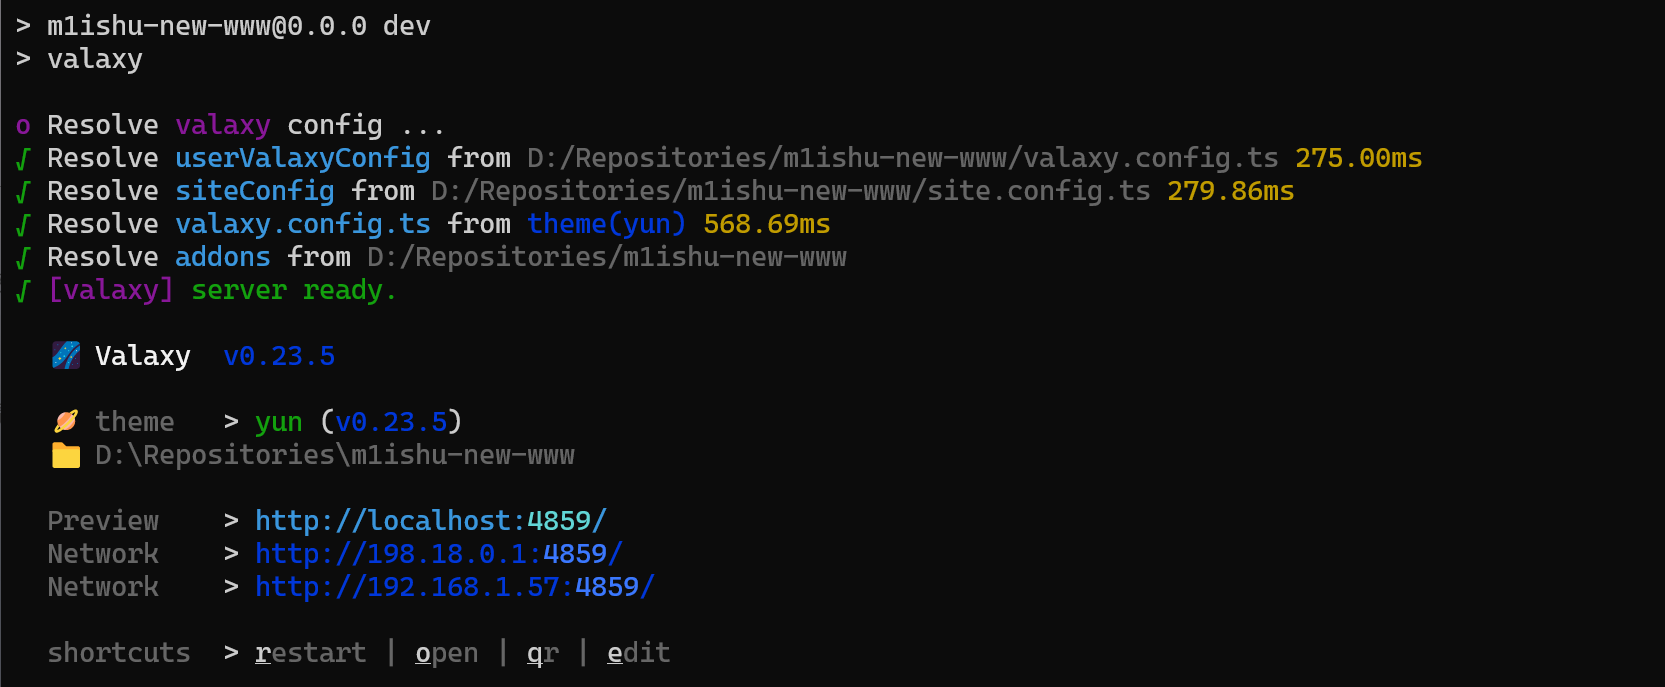 > m1ishu-new-www@0.0.0 dev
> valaxy
o Resolve valaxy config ...
√ Resolve userValaxyConfig from D:/Repositories/m1ishu-new-www/valaxy.config.ts 275.00ms
√ Resolve siteConfig from D:/Repositories/m1ishu-new-www/site.config.ts 279.86ms
√ Resolve valaxy.config.ts from theme(yun) 568.69ms
√ Resolve addons from D:/Repositories/m1ishu-new-www
√ [valaxy] server ready.
🌌 Valaxy v0.23.5
🪐 theme > yun (v0.23.5)
📁 D:\Repositories\m1ishu-new-www
Preview > http://localhost:4859/
Network > http://198.18.0.1:4859/
Network > http://192.168.1.57:4859/
shortcuts > restart | open | qr | edit